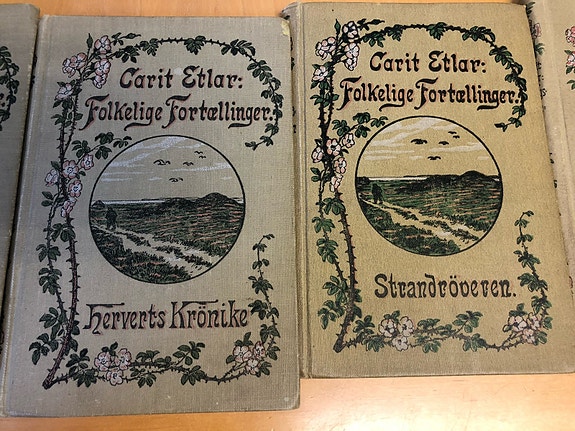 Carit Etlar:
Folkelige Fortællinger.
Herverts Krönike
Carit Etlar:
Folkelige Fortællinger.
Strandröveren.